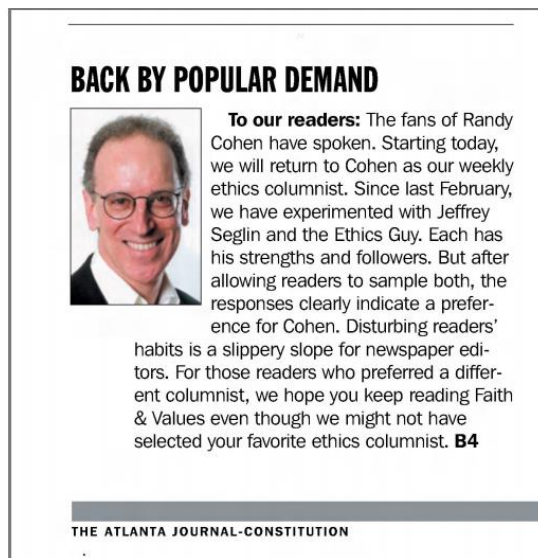 BACK BY POPULAR DEMAND
To our readers: The fans of Randy
Cohen have spoken. Starting today,
we will return to Cohen as our weekly
ethics columnist. Since last February,
we have experimented with Jeffrey
Seglin and the Ethics Guy. Each has
his strengths and followers. But after
allowing readers to sample both, the
responses clearly indicate a prefer-
ence for Cohen. Disturbing readers’
habits is a slippery slope for newspaper edi-
tors. For those readers who preferred a differ-
ent columnist, we hope you keep reading Faith
& Values even though we might not have
selected your favorite ethics columnist. B4
THE ATLANTA JOURNAL-CONSTITUTION